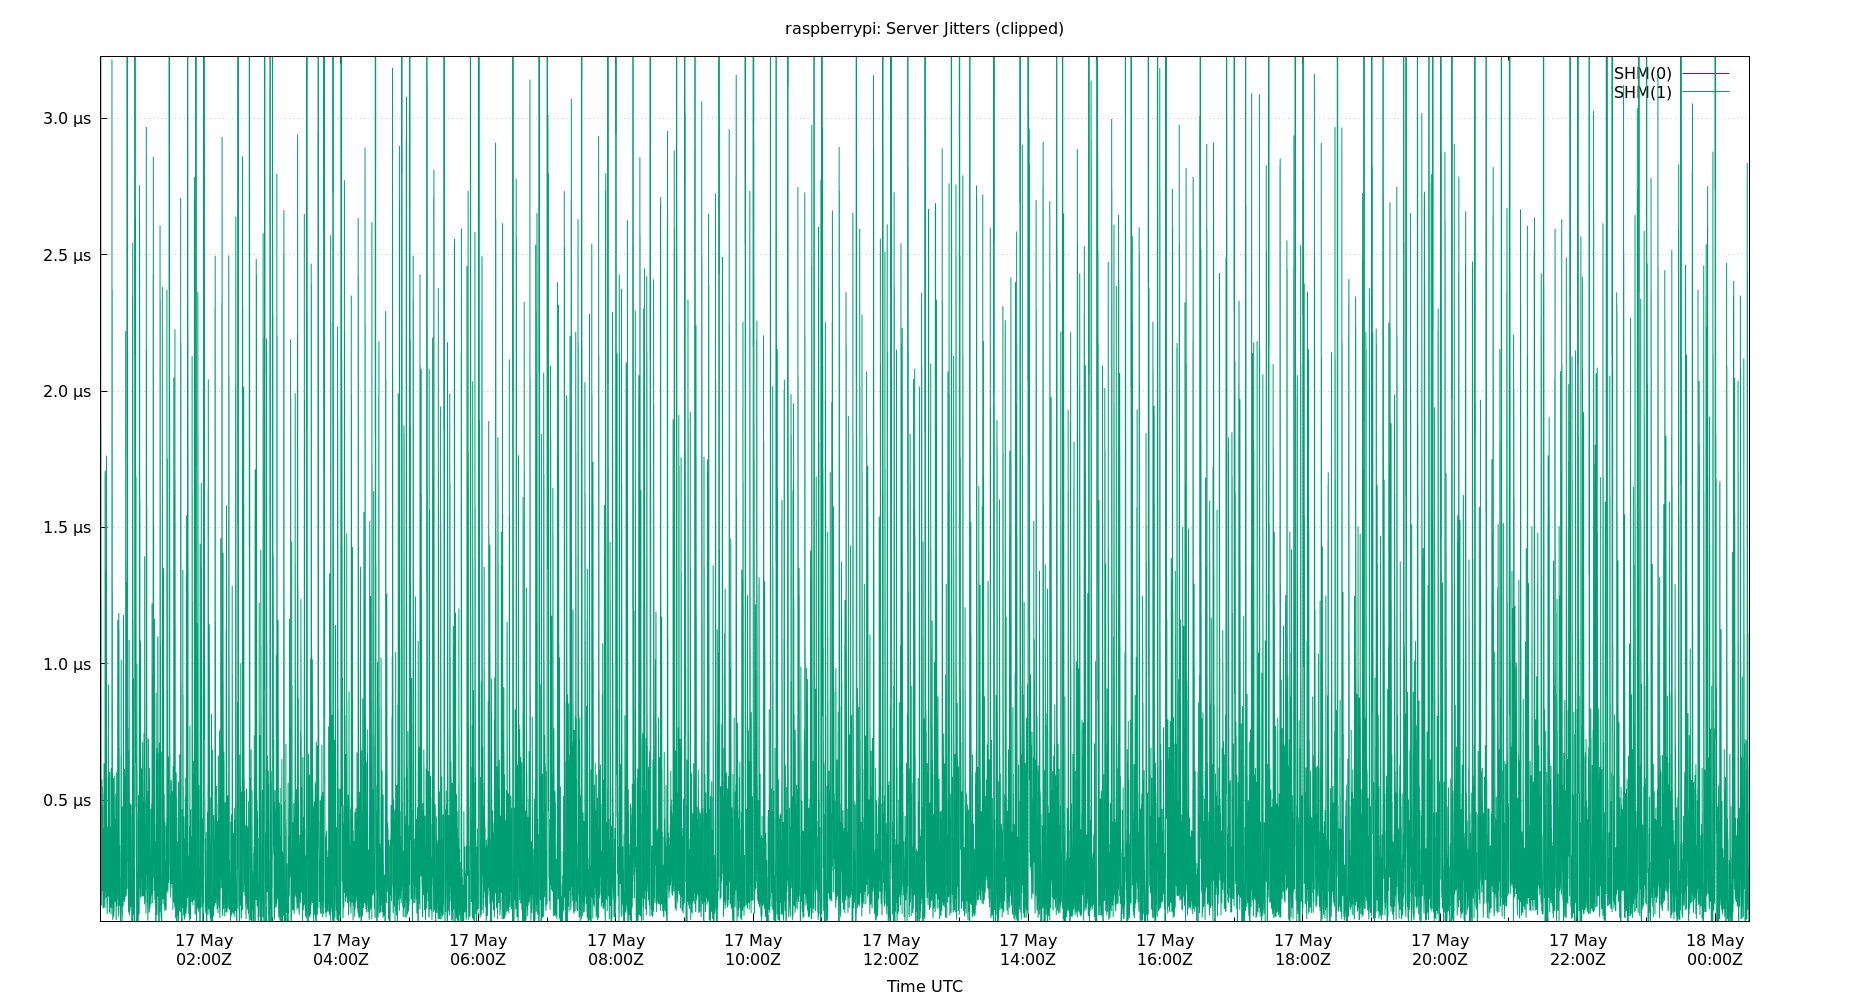 raspberrypi: Server Jitters (clipped)
SHM(0)
SHM(1)
3.0 µs
2.5 µs
2.0 µs
1.5 µs
1.0 µs
0.5 µs
17 May 17 May 17 May 17 May 17 May 17 May 17 May 17 May 17 May 17 May 17 May 18 May
02:00Z 04:00Z 06:00Z 08:00Z 10:00Z 12:00Z 14:00Z 16:00Z 18:00Z 20:00Z 22:00Z 00:00Z
Time UTC